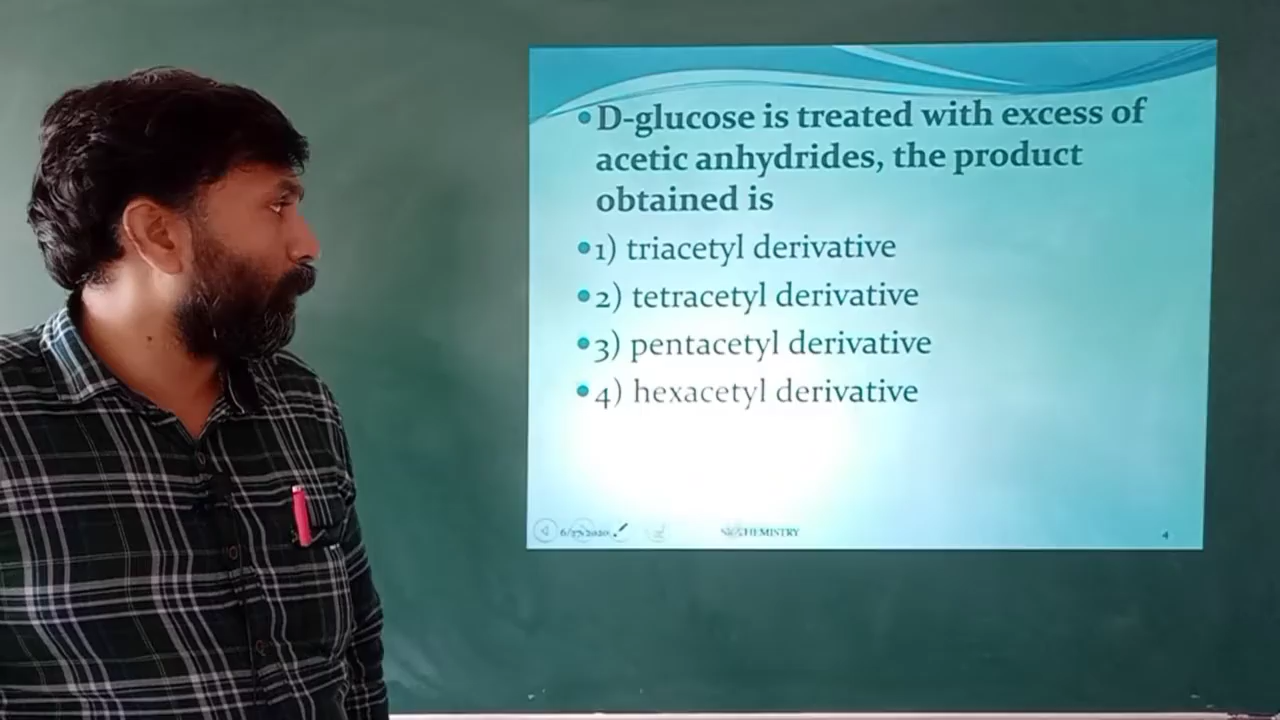 D-glucose is treated with excess of
acetic anhydrides, the product
obtained is
1) triacetyl derivative
2) tetracetyl derivative
3) pentacetyl derivative
4) hexacetyl derivative
4